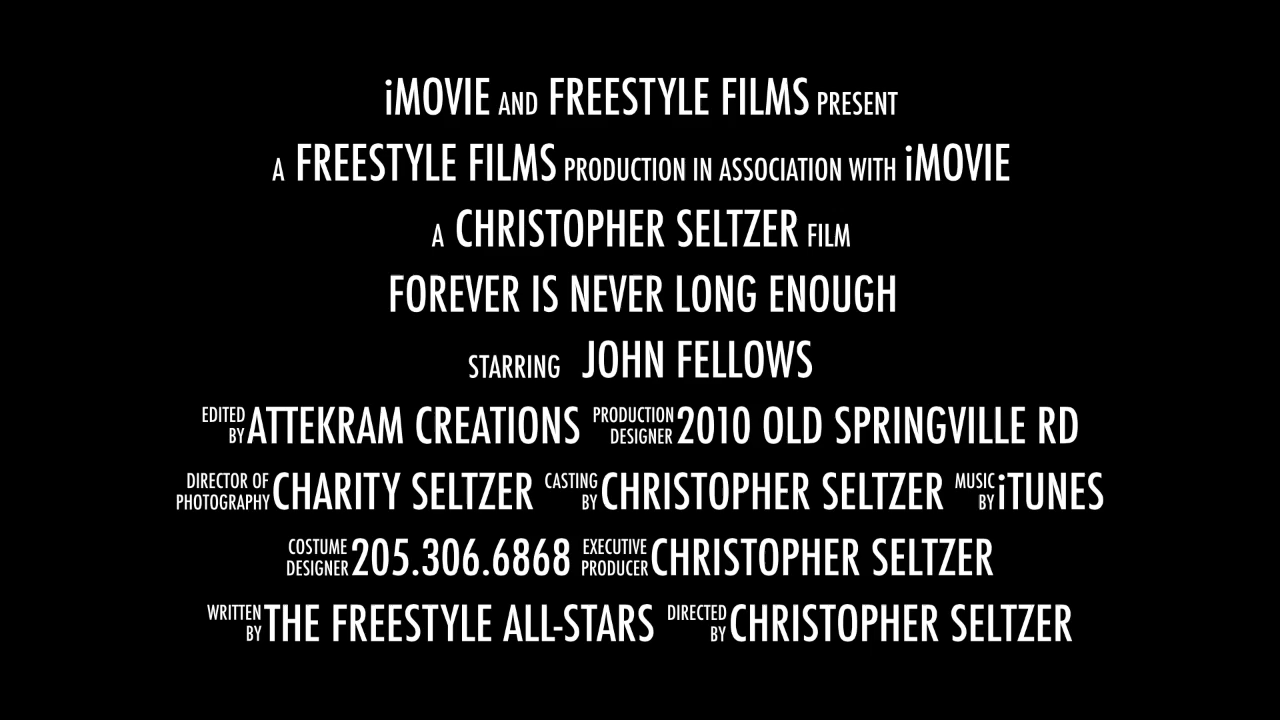 iMOVIE AND FREESTYLE FILMS PRESENT
A FREESTYLE FILMS PRODUCTION IN ASSOCIATION WITH iMOVIE
A CHRISTOPHER SELTZER FILM
FOREVER IS NEVER LONG ENOUGH
STARRING JOHN FELLOWS
EDITED BY ATTEKRAM CREATIONS PRODUCTION DESIGNER 2010 OLD SPRINGVILLE RD
DIRECTOR OF PHOTOGRAPHY CHARITY SELTZER CASTING BY CHRISTOPHER SELTZER MUSIC BY iTUNES
COSTUME DESIGNER 205.306.6868 EXECUTIVE PRODUCER CHRISTOPHER SELTZER
WRITTEN BY THE FREESTYLE ALL-STARS DIRECTED BY CHRISTOPHER SELTZER